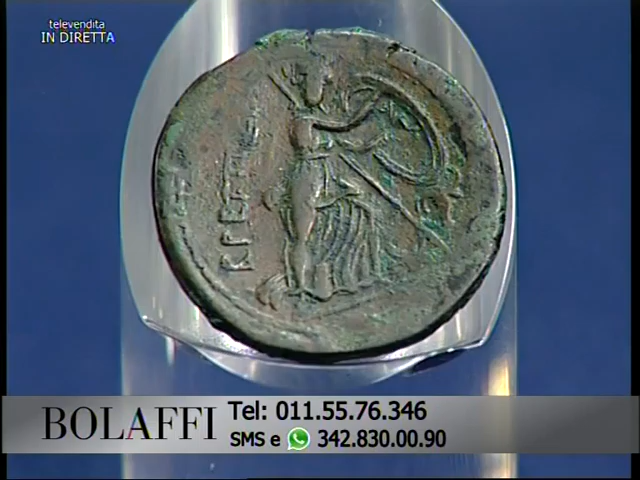 televendita
IN DIRETTA
BOLAFFI
Tel: 011.55.76.346
SMS e 342.830.00.90